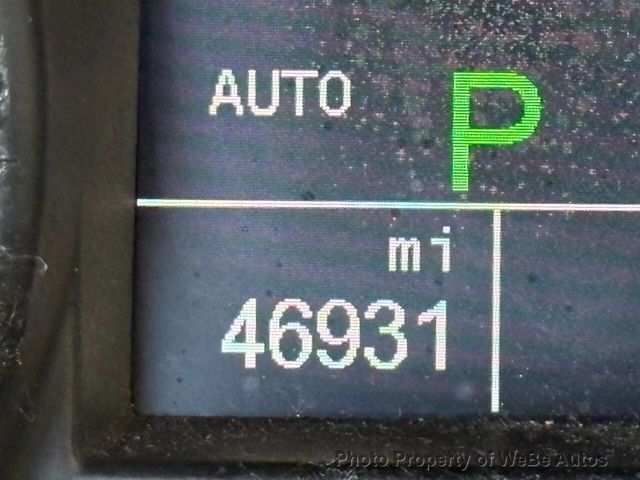 AUTO P
mi
46931
Photo Property of WeBe Autos